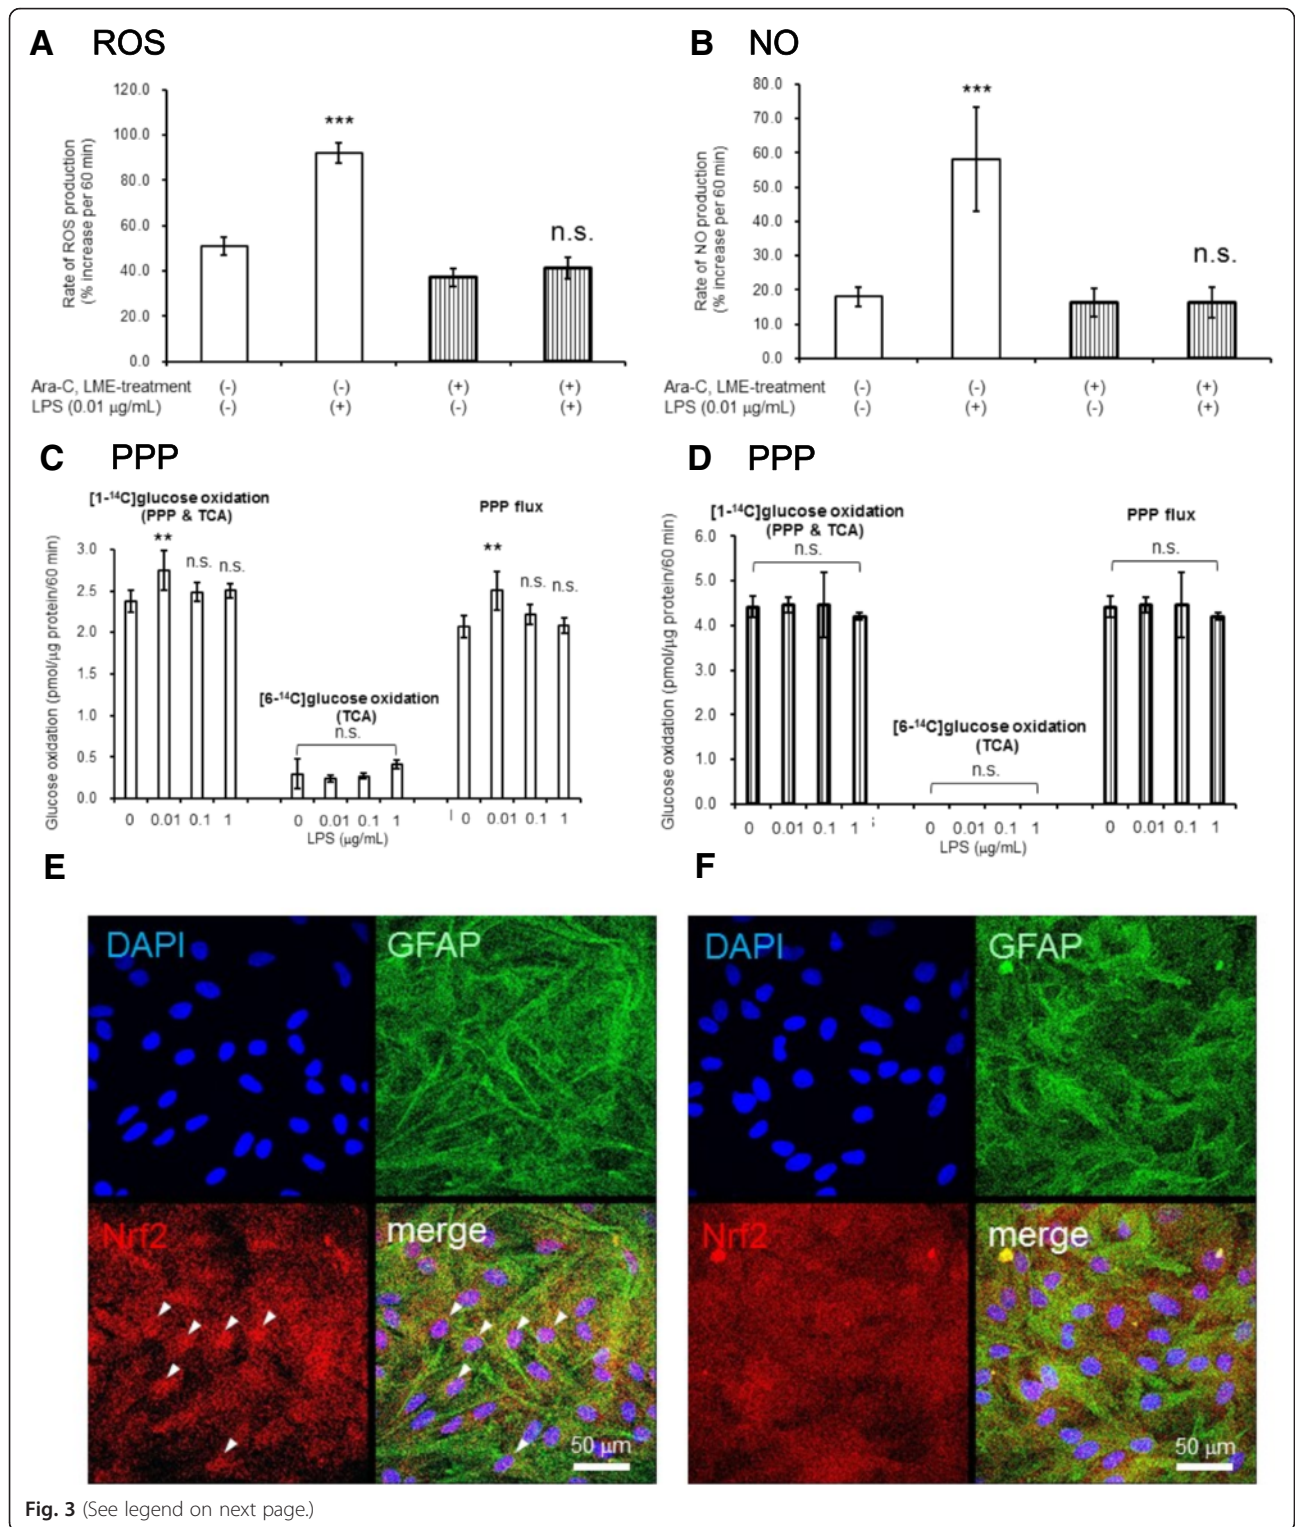 A ROS
120.0
100.0
80.0
60.0
40.0
20.0
0.0
Rate of ROS production
(% increase per 60 min)
***
n.s.
Ara-C, LME-treatment (-) (-) (+) (+)
LPS (0.01 µg/mL) (-) (+) (-) (+)
B NO
80.0
70.0
60.0
50.0
40.0
30.0
20.0
10.0
0.0
Rate of NO production
(% increase per 60 min)
***
n.s.
Ara-C, LME-treatment (-) (-) (+) (+)
LPS (0.01 µg/mL) (-) (+) (-) (+)
C PPP
[1-¹⁴C]glucose oxidation
(PPP & TCA)
PPP flux
Glucose oxidation (pmol/µg protein/60 min)
3.0
2.5
2.0
1.5
1.0
0.5
0.0
** n.s. n.s.
[6-¹⁴C]glucose oxidation
(TCA)
n.s.
** n.s. n.s.
0 0.01 0.1 1 0 0.01 0.1 1 0 0.01 0.1 1
LPS (µg/mL)
D PPP
[1-¹⁴C]glucose oxidation
(PPP & TCA)
n.s.
PPP flux
n.s.
Glucose oxidation (pmol/µg protein/60 min)
6.0
5.0
4.0
3.0
2.0
1.0
0.0
[6-¹⁴C]glucose oxidation
(TCA)
n.s.
0 0.01 0.1 1 0 0.01 0.1 1 0 0.01 0.1 1
LPS (µg/mL)
E
DAPI GFAP
Nrf2 merge
50 µm
F
DAPI GFAP
Nrf2 merge
50 µm
Fig. 3 (See legend on next page.)